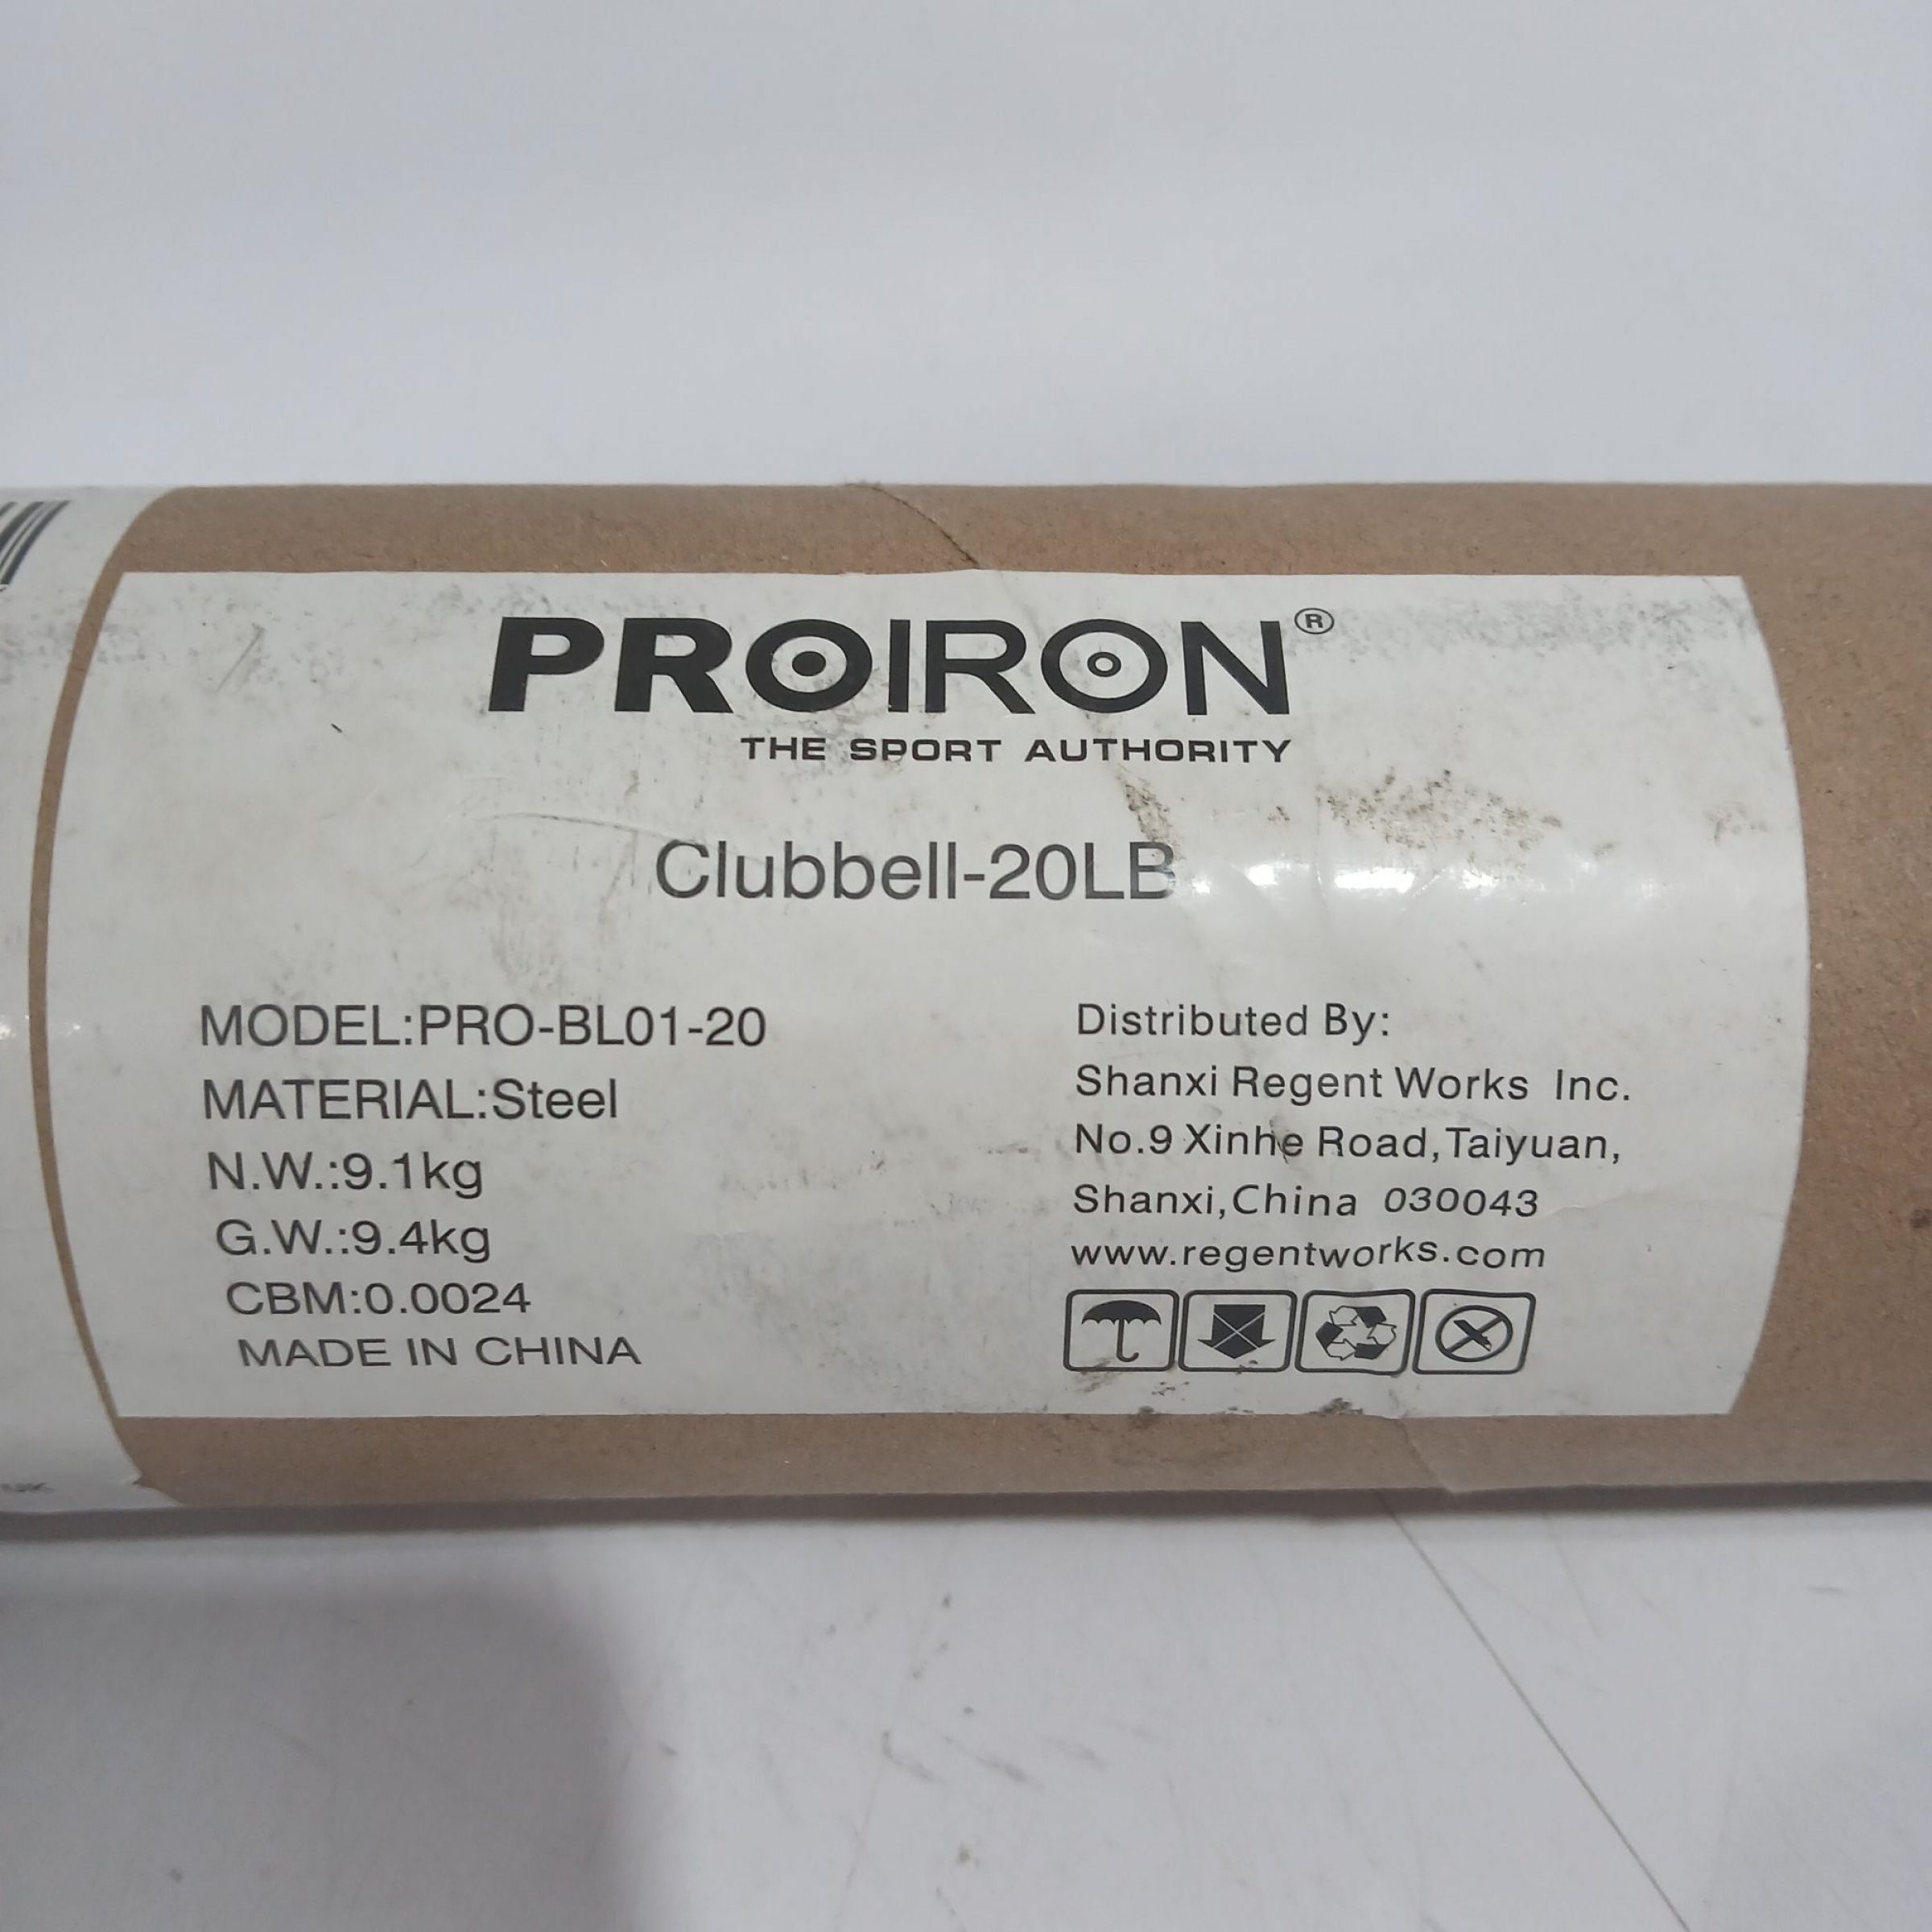 PROIRON®
THE SPORT AUTHORITY
Clubbell-20LB
MODEL:PRO-BL01-20
MATERIAL:Steel
N.W.:9.1kg
G.W.:9.4kg
CBM:0.0024
MADE IN CHINA
Distributed By:
Shanxi Regent Works Inc.
No.9 Xinhe Road,Taiyuan,
Shanxi,China 030043
www.regentworks.com